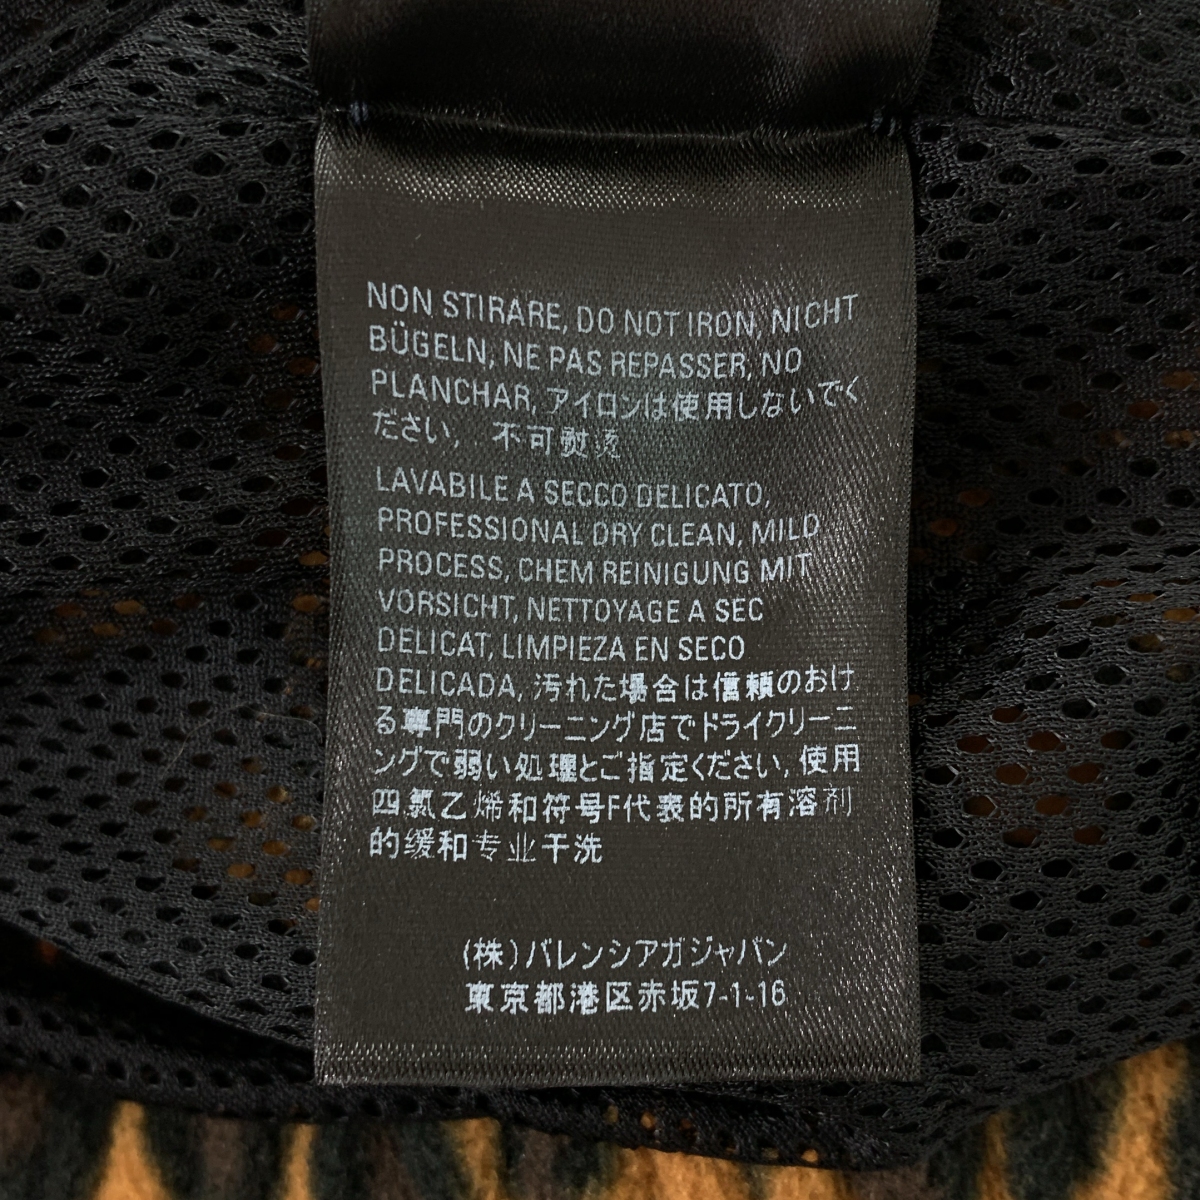 NON STIRARE, DO NOT IRON, NICHT
BÜGELN, NE PAS REPASSER, NO
PLANCHAR, アイロンは使用しないでく
ださい, 不可熨烫
LAVABILE A SECCO DELICATO,
PROFESSIONAL DRY CLEAN, MILD
PROCESS, CHEM REINIGUNG MIT
VORSICHT, NETTOYAGE A SEC
DELICAT, LIMPIEZA EN SECO
DELICADA, 汚れた場合は信頼のおけ
る専門のクリーニング店でドライクリーニ
ングで弱い処理とご指定ください, 使用
四氯乙烯和符号F代表的所有溶剂
的缓和专业干洗
(株)バレンシアガジャパン
東京都港区赤坂7-1-16